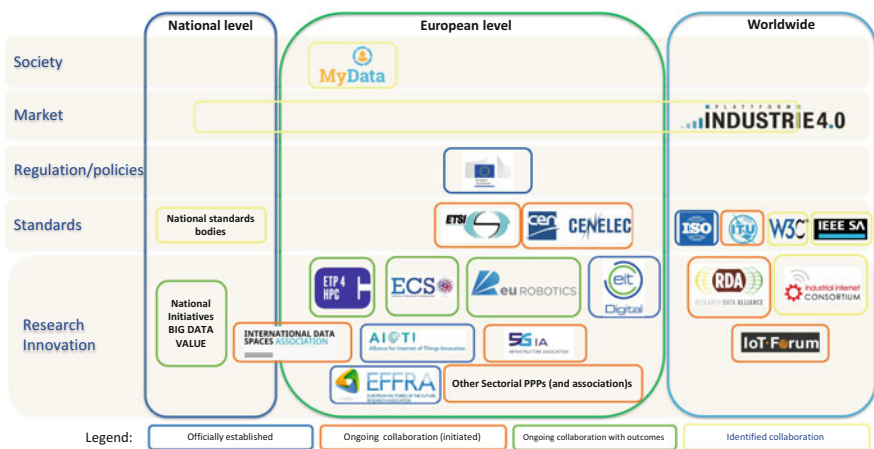 National level
European level
Worldwide
Society
MyData
Market
PLATTFORM
INDUSTRIE4.0
Regulation/policies
Standards
National standards
bodies
ETSI
cen
CENELEC
ISO
ITU
W3C
IEEE SA
Research
Innovation
National
Initiatives
BIG DATA
VALUE
ETP 4
HPC
ECS
eu ROBOTICS
eit
Digital
RDA
RESEARCH DATA ALLIANCE
industrial internet
CONSORTIUM
INTERNATIONAL DATA
SPACES ASSOCIATION
AIOTI
Alliance for Internet of Things Innovation
5G IA
INFRASTRUCTURE ASSOCIATION
IoT Forum
EFFRA
EUROPEAN FACTORIES OF THE FUTURE
RESEARCH ASSOCIATION
Other Sectorial PPPs (and association)s
Legend:
Officially established
Ongoing collaboration (initiated)
Ongoing collaboration with outcomes
Identified collaboration